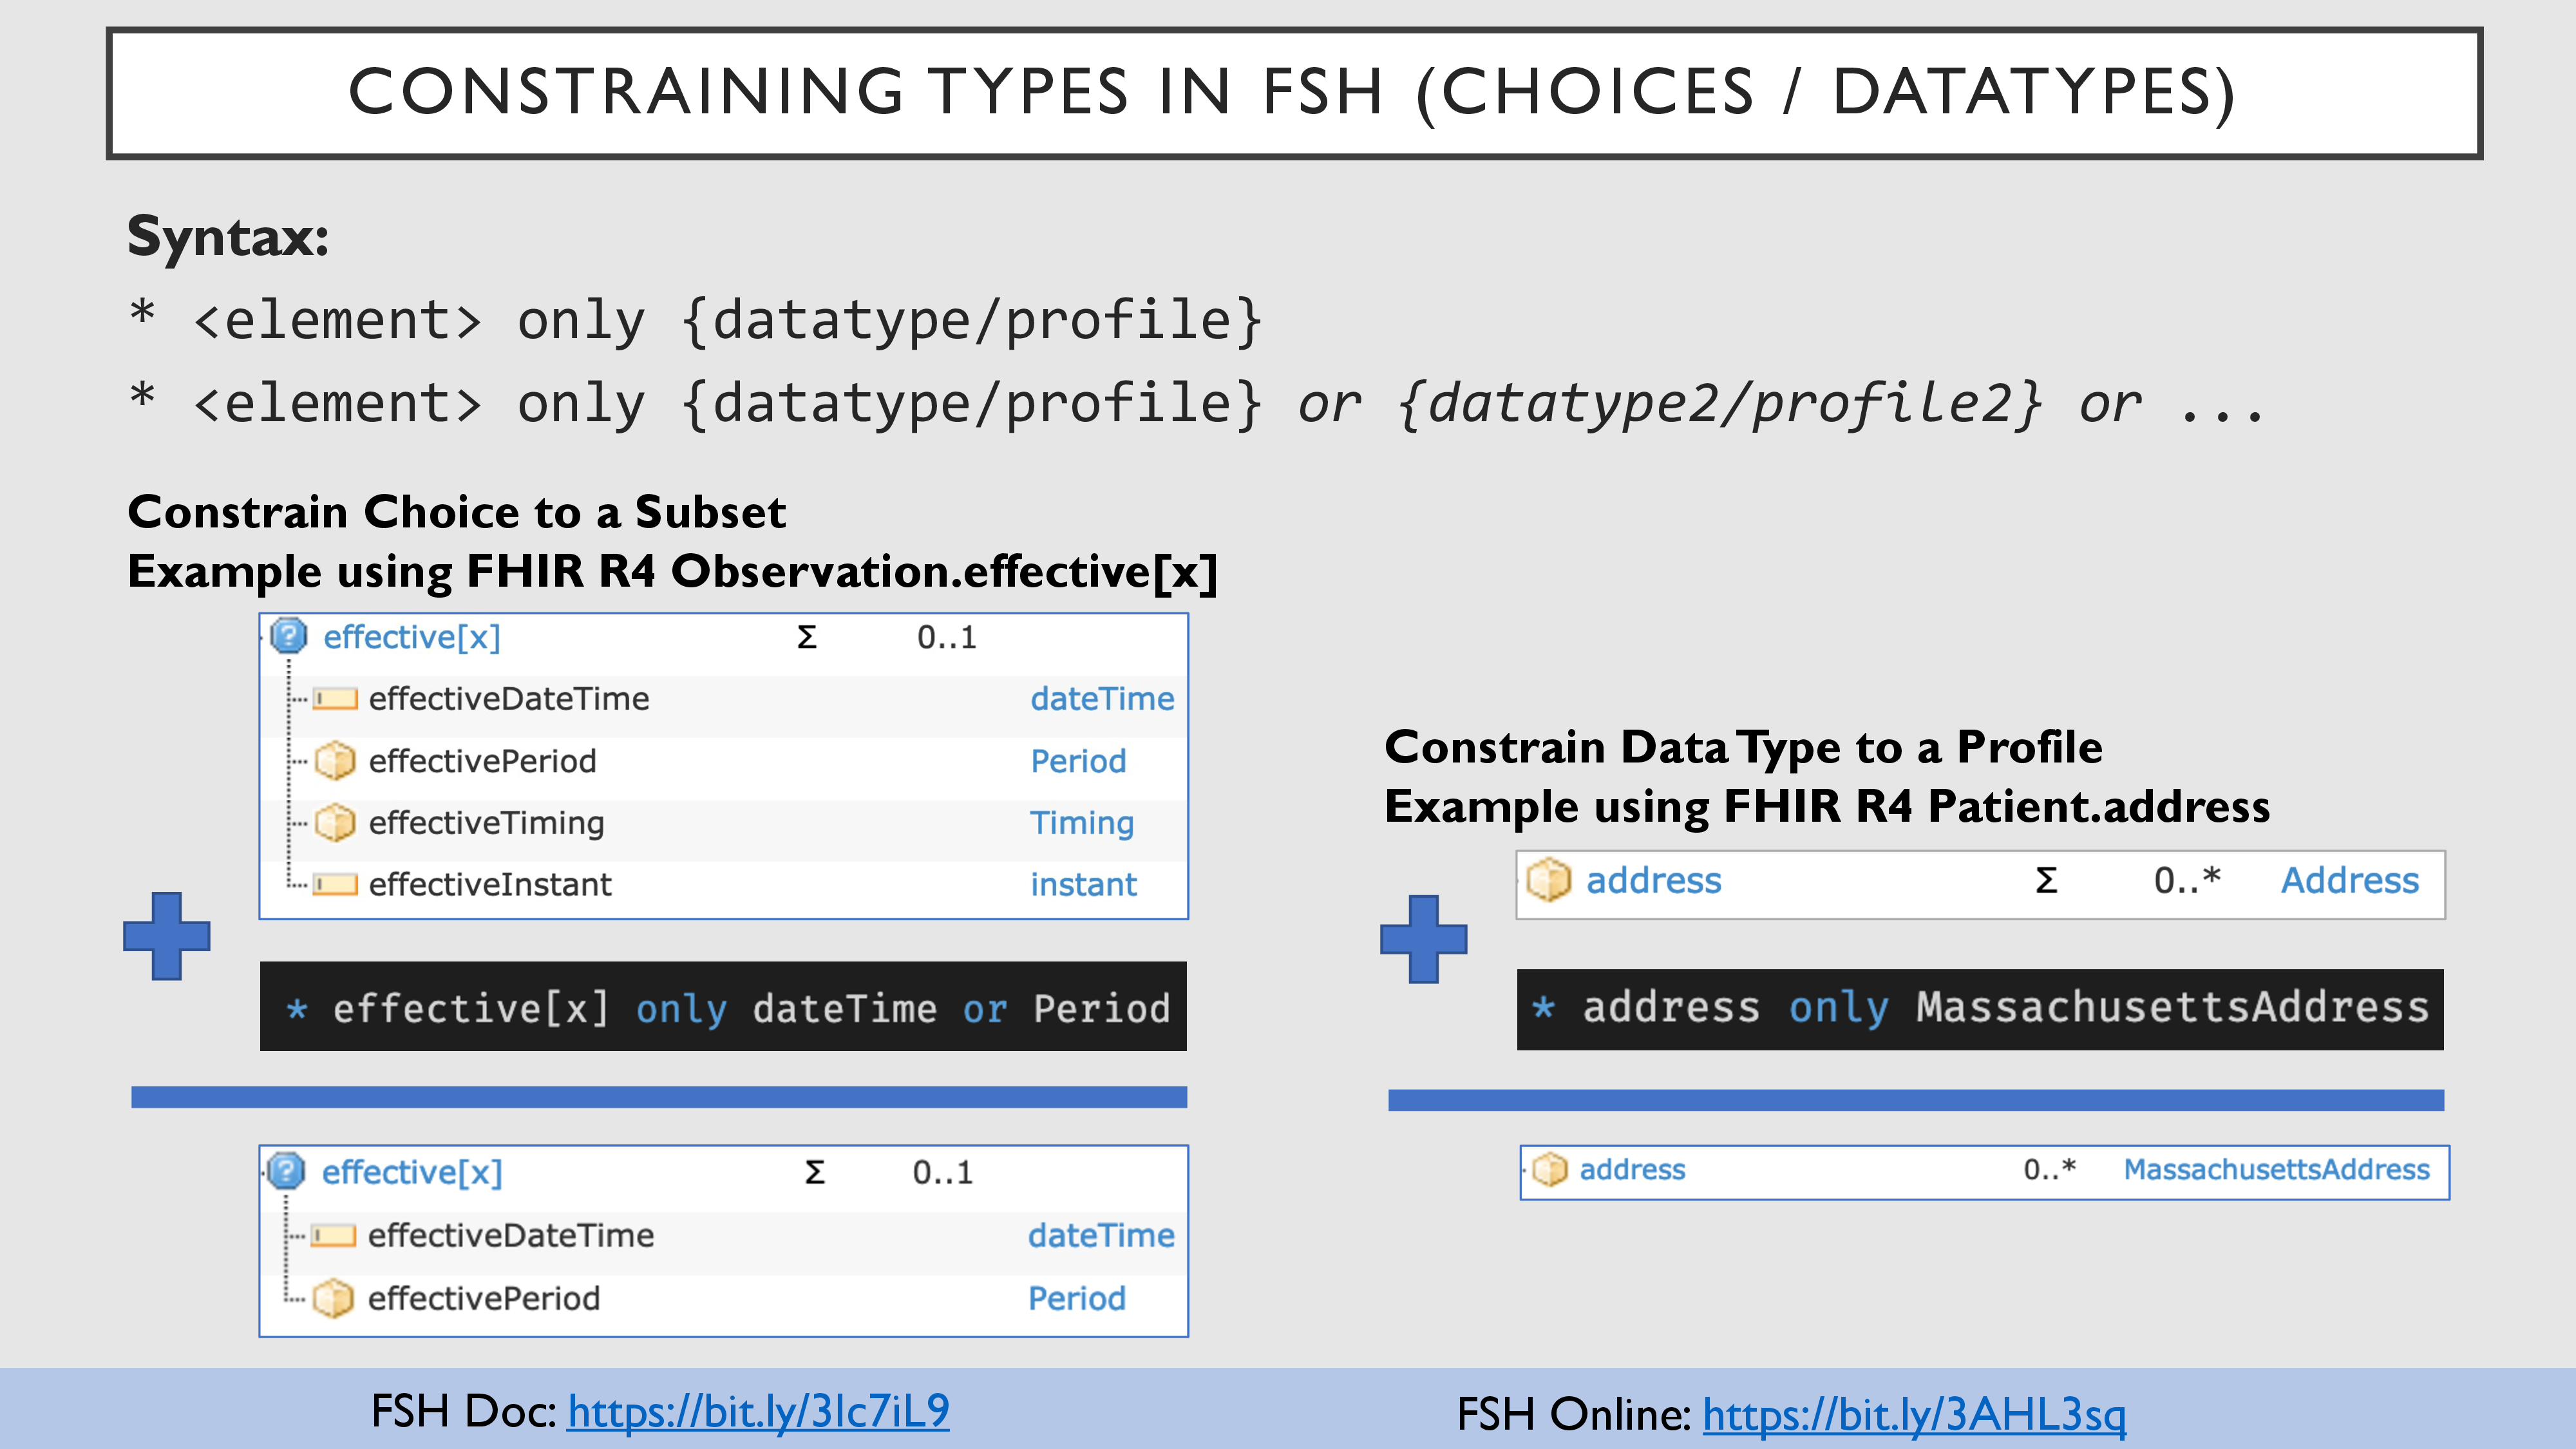 CONSTRAINING TYPES IN FSH (CHOICES / DATATYPES)
Syntax:
* <element> only {datatype/profile}
* <element> only {datatype/profile} or {datatype2/profile2} or ...
Constrain Choice to a Subset
Example using FHIR R4 Observation.effective[x]
effective[x] Σ 0..1
effectiveDateTime dateTime
effectivePeriod Period
effectiveTiming Timing
effectiveInstant instant
* effective[x] only dateTime or Period
effective[x] Σ 0..1
effectiveDateTime dateTime
effectivePeriod Period
Constrain Data Type to a Profile
Example using FHIR R4 Patient.address
address Σ 0..* Address
* address only MassachusettsAddress
address 0..* MassachusettsAddress
FSH Doc: https://bit.ly/3Ic7iL9
FSH Online: https://bit.ly/3AHL3sq